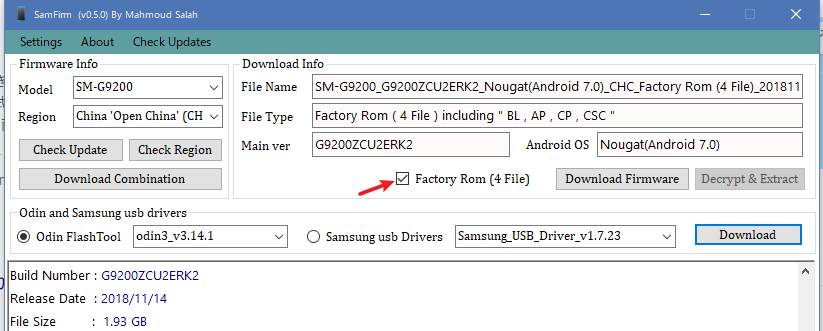 SamFirm (v0.5.0) By Mahmoud Salah
Settings About Check Updates
Firmware Info
Model SM-G9200
Region China 'Open China' (CH
Check Update Check Region
Download Combination
Download Info
File Name SM-G9200_G9200ZCU2ERK2_Nougat(Android 7.0)_CHC_Factory Rom (4 File)_201811
File Type Factory Rom ( 4 File ) including " BL , AP , CP , CSC "
Main ver G9200ZCU2ERK2 Android OS Nougat(Android 7.0)
Factory Rom (4 File) Download Firmware Decrypt & Extract
Odin and Samsung usb drivers
Odin FlashTool odin3_v3.14.1 Samsung usb Drivers Samsung_USB_Driver_v1.7.23 Download
Build Number : G9200ZCU2ERK2
Release Date : 2018/11/14
File Size : 1.93 GB